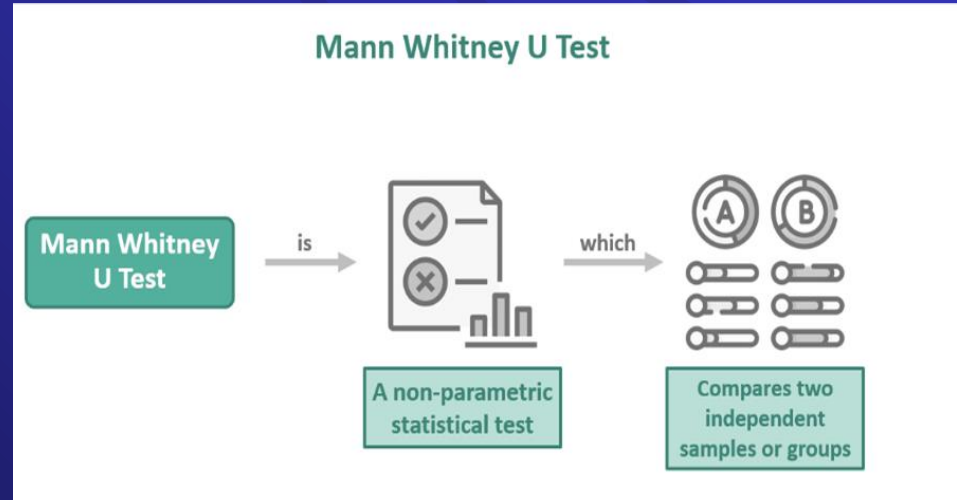 Mann Whitney U Test
Mann Whitney
U Test
is
which
A
B
A non-parametric
statistical test
Compares two
independent
samples or groups